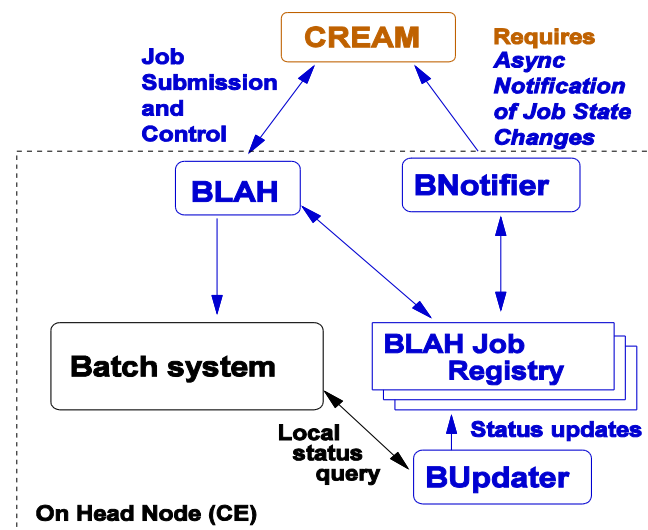 CREAM
Requires
Async
Notification
of Job State
Changes
Job
Submission
and
Control
BLAH
BNotifier
Batch system
BLAH Job
Registry
Local
status
query
Status updates
BUpdater
On Head Node (CE)